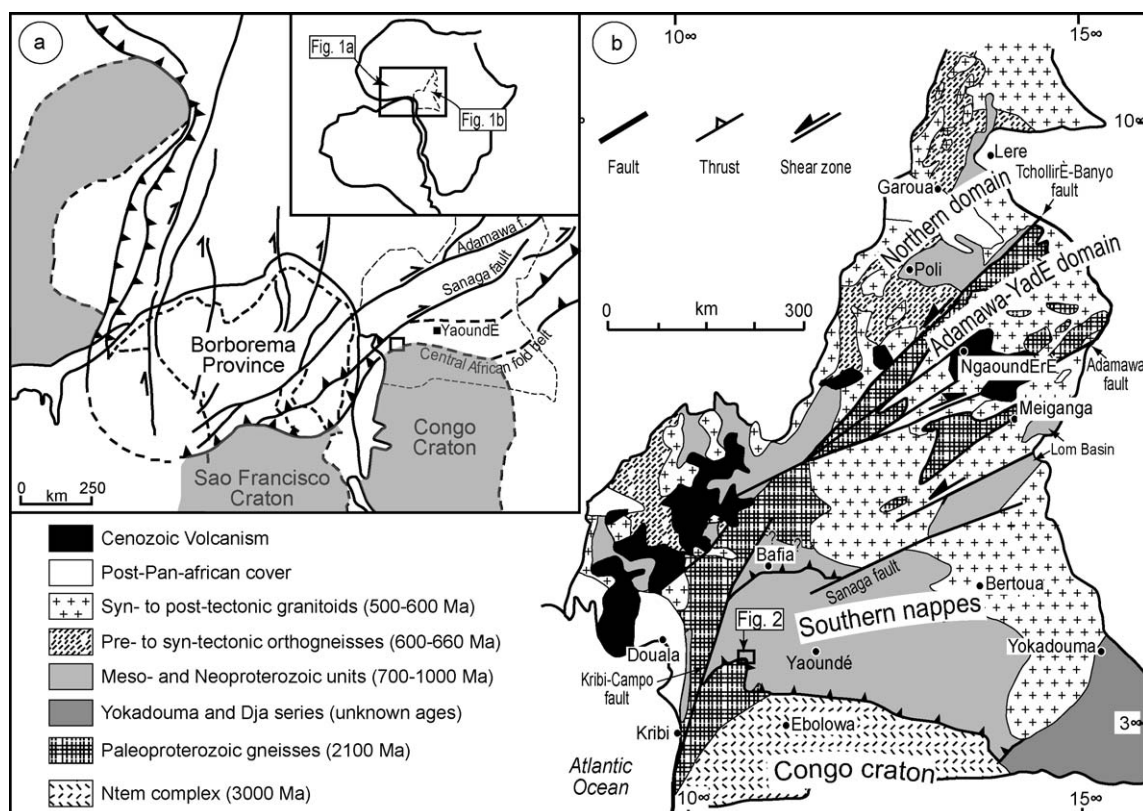 a
Fig. 1a
Fig. 1b
Adamawa f.
Sanaga fault
YaoundÈ
Central African fold belt
Borborema
Province
Congo
Craton
Sao Francisco
Craton
0 km 250
b
10∞
15∞
10∞
Fault
Thrust
Shear zone
km
0 300
Lere
Garoua
TchollirÈ-Banyo
fault
Northern domain
Poli
Adamawa-YadE domain
NgaoundErE
Adamawa
fault
Meiganga
Lom Basin
?
?
Bafia
Sanaga fault
Bertoua
Southern nappes
Fig. 2
Douala
Yaoundé
Yokadouma
Kribi-Campo
fault
Kribi
Ebolowa
3∞
Atlantic
Ocean
Congo craton
10∞
15∞
Cenozoic Volcanism
Post-Pan-african cover
Syn- to post-tectonic granitoids (500-600 Ma)
Pre- to syn-tectonic orthogneisses (600-660 Ma)
Meso- and Neoproterozoic units (700-1000 Ma)
Yokadouma and Dja series (unknown ages)
Paleoproterozoic gneisses (2100 Ma)
Ntem complex (3000 Ma)